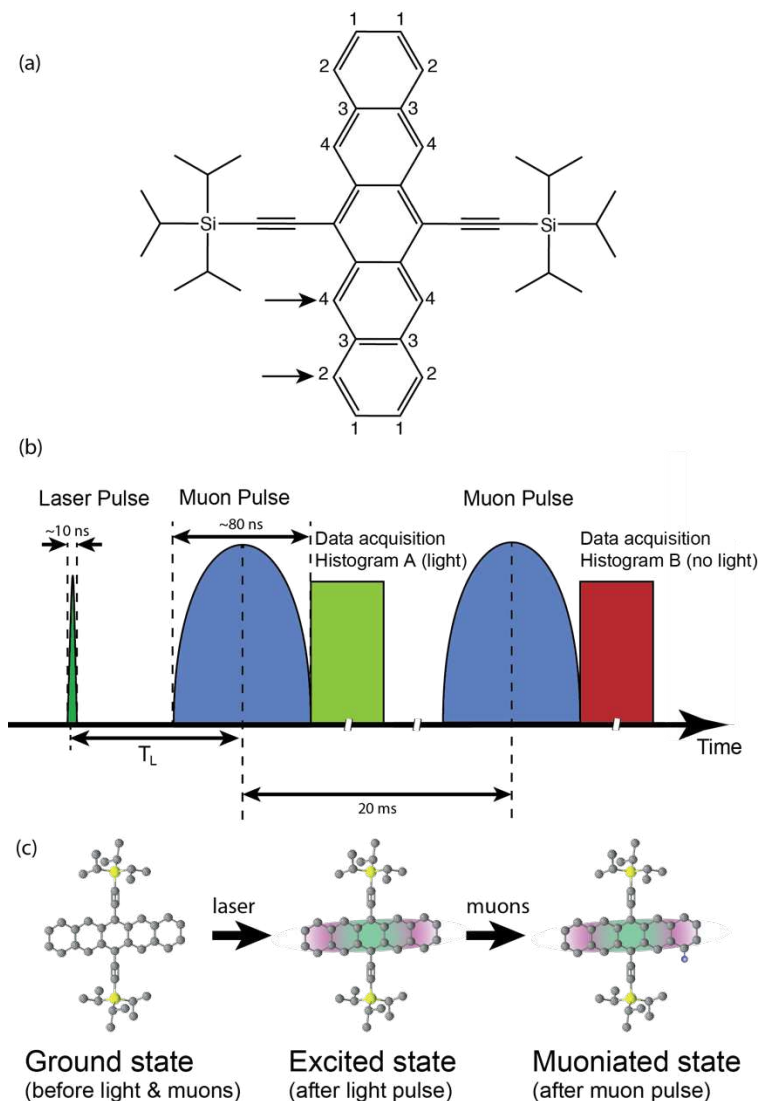 (a)
1 1
2 2
3 3
4 4
Si Si
4 4
3 3
2 2
1 1
(b)
Laser Pulse Muon Pulse Muon Pulse
~10 ns ~80 ns
Data acquisition
Histogram A (light)
Data acquisition
Histogram B (no light)
Time
T_L
20 ms
(c)
laser muons
Ground state
(before light & muons)
Excited state
(after light pulse)
Muoniated state
(after muon pulse)